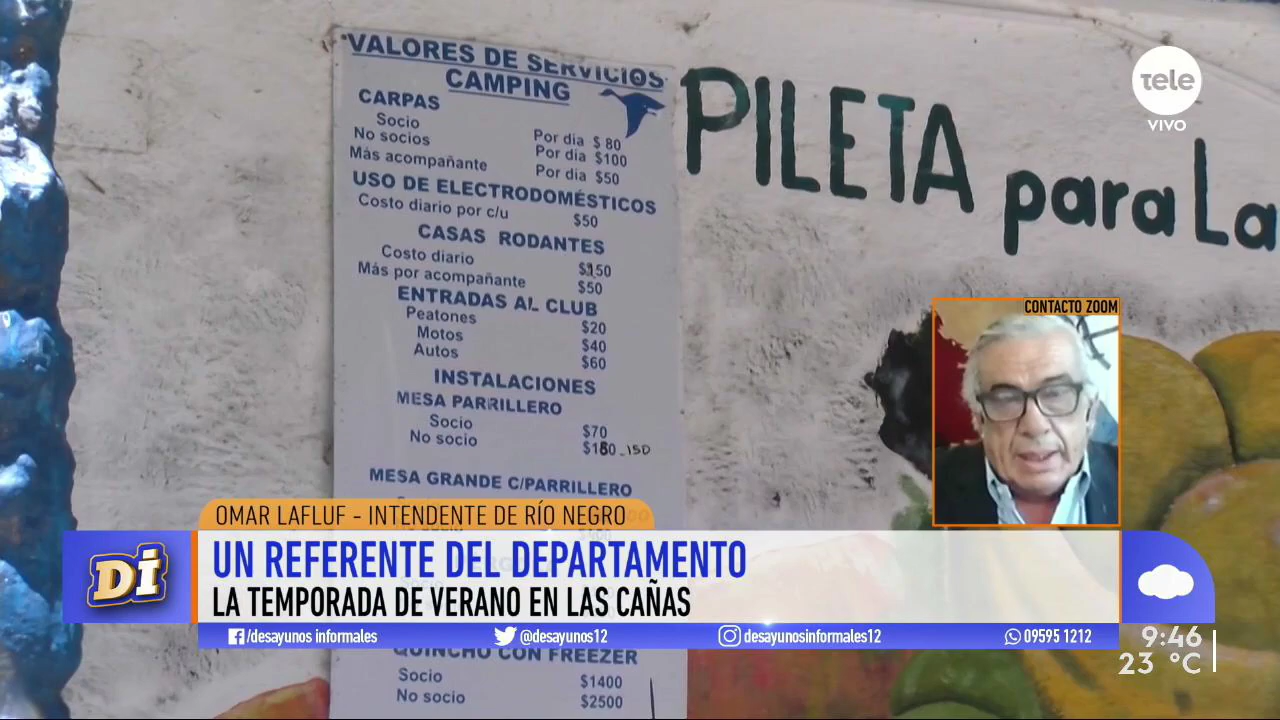 VALORES DE SERVICIOS
CAMPING
CARPAS
Socio Por dia $ 80
No socios Por dia $100
Más acompañante Por dia $50
USO DE ELECTRODOMÉSTICOS
Costo diario por c/u $50
CASAS RODANTES
Costo diario $150
Más por acompañante $50
ENTRADAS AL CLUB
Peatones $20
Motos $40
Autos $60
INSTALACIONES
MESA PARRILLERO
Socio $70
No socio $180 - 150
MESA GRANDE C/PARRILLERO
Socio
QUINCHO CON FREEZER
Socio $1400
No socio $2500
PILETA para La
tele
VIVO
CONTACTO ZOOM
OMAR LAFLUF - INTENDENTE DE RÍO NEGRO
Di
UN REFERENTE DEL DEPARTAMENTO
LA TEMPORADA DE VERANO EN LAS CAÑAS
/desayunos informales @desayunos12 desayunosinformales12 09595 1212
9:46
23 °C